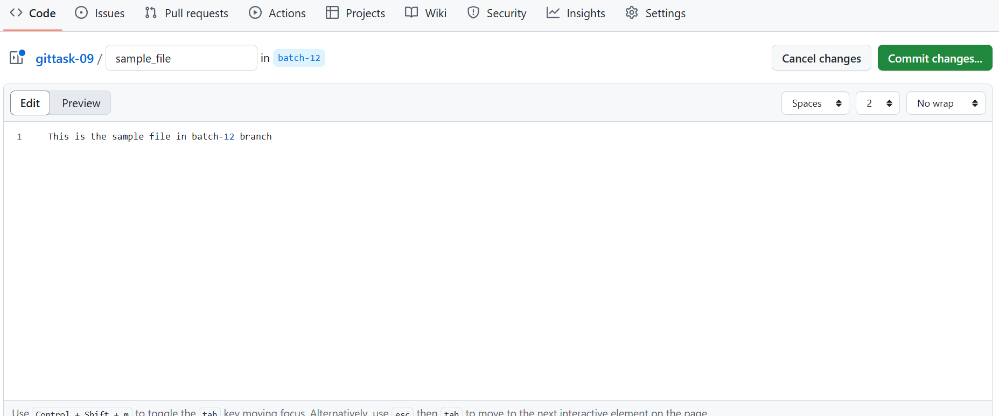 Code Issues Pull requests Actions Projects Wiki Security Insights Settings
gittask-09 / sample_file in batch-12 Cancel changes Commit changes...
Edit Preview Spaces 2 No wrap
1 This is the sample file in batch-12 branch
Use Control + Shift + m to toggle the tab key moving focus. Alternatively, use esc then tab to move to the next interactive element on the page.